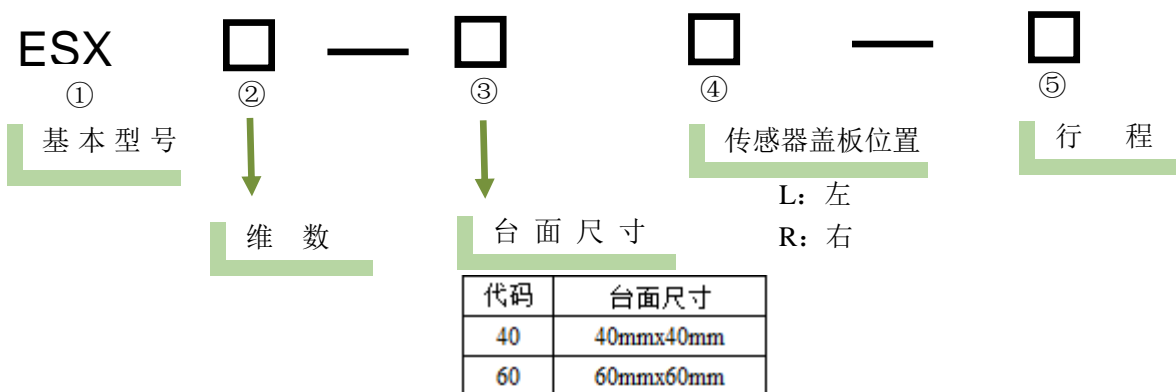 ESX □ — □ □ — □
① ② ③ ④ ⑤
基本型号
传感器盖板位置
行 程
L：左
R：右
维 数
台面尺寸
代码 台面尺寸
40 40mmx40mm
60 60mmx60mm